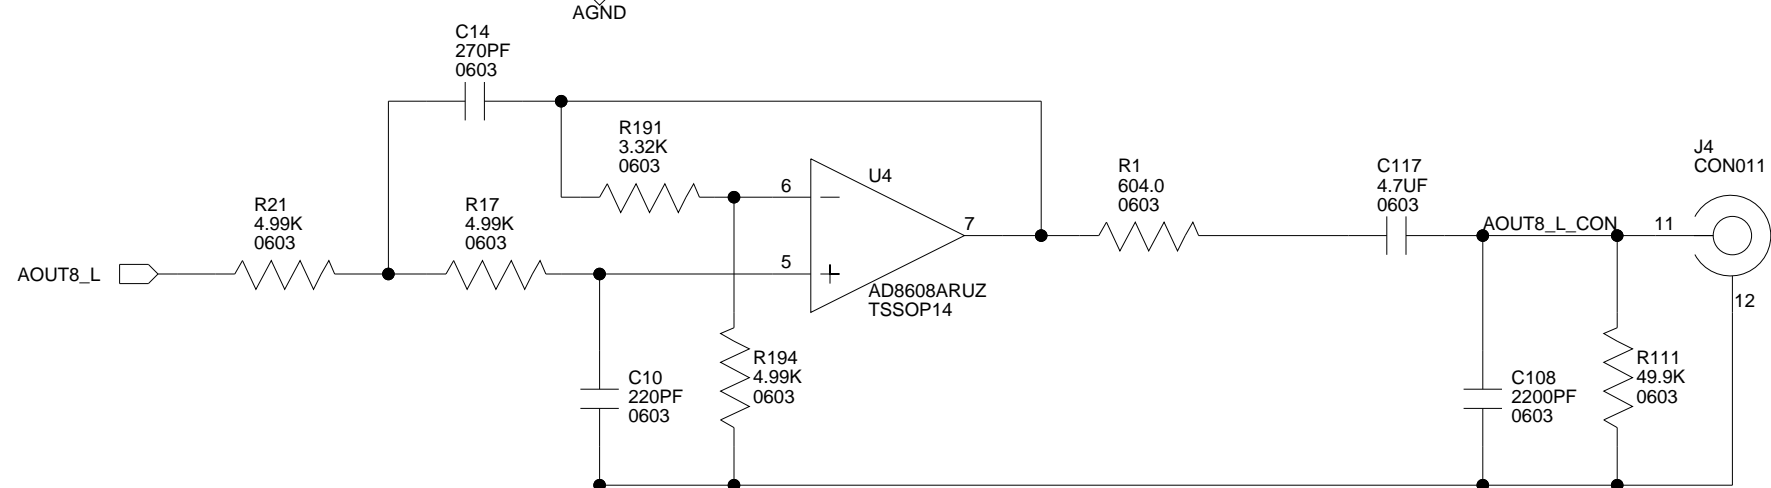 AGND
C14
270PF
0603
R191
3.32K
0603
R21
4.99K
0603
R17
4.99K
0603
6
U4
7
R1
604.0
0603
C117
4.7UF
0603
J4
CON011
AOUT8_L_CON
11
AOUT8_L
5
AD8608ARUZ
TSSOP14
12
C10
220PF
0603
R194
4.99K
0603
C108
2200PF
0603
R111
49.9K
0603